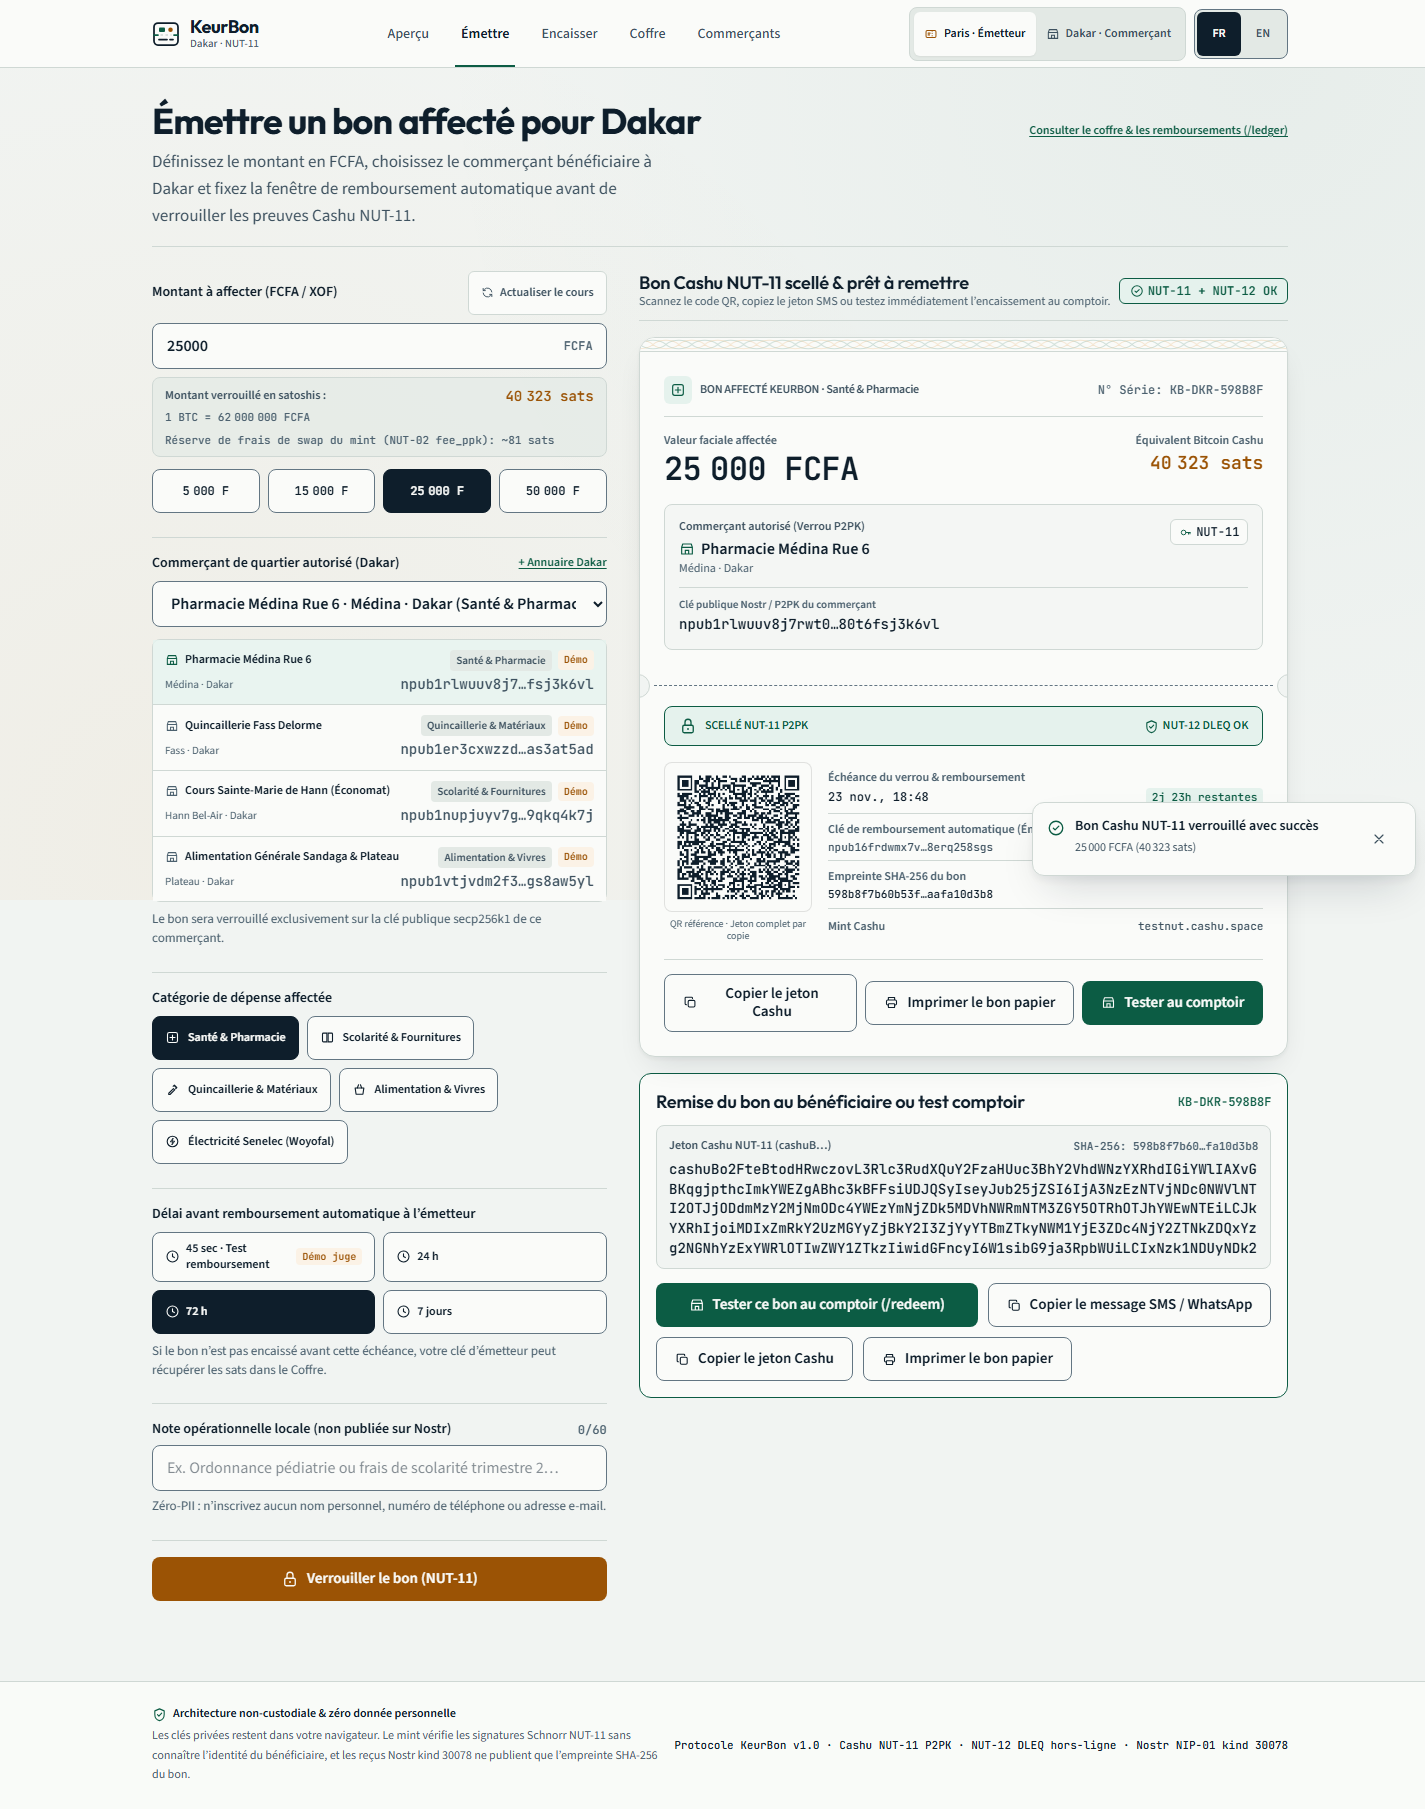 KeurBon
Dakar · NUT-11
Aperçu
Émettre
Encaisser
Coffre
Commerçants
Paris · Émetteur
Dakar · Commerçant
FR
EN
Émettre un bon affecté pour Dakar
Consulter le coffre & les remboursements (/ledger)
Définissez le montant en FCFA, choisissez le commerçant bénéficiaire à
Dakar et fixez la fenêtre de remboursement automatique avant de
verrouiller les preuves Cashu NUT-11.
Montant à affecter (FCFA / XOF)
Actualiser le cours
25000
FCFA
Montant verrouillé en satoshis :
40 323 sats
1 BTC = 62 000 000 FCFA
Réserve de frais de swap du mint (NUT-02 fee_ppk): ~81 sats
5 000 F
15 000 F
25 000 F
50 000 F
Commerçant de quartier autorisé (Dakar)
+ Annuaire Dakar
Pharmacie Médina Rue 6 · Médina · Dakar (Santé & Pharmac
Pharmacie Médina Rue 6
Santé & Pharmacie
Démo
Médina · Dakar
npub1rlwuuv8j7…fsj3k6vl
Quincaillerie Fass Delorme
Quincaillerie & Matériaux
Démo
Fass · Dakar
npub1er3cxwzzd…as3at5ad
Cours Sainte-Marie de Hann (Économat)
Scolarité & Fournitures
Démo
Hann Bel-Air · Dakar
npub1nupjuyv7g…9qkq4k7j
Alimentation Générale Sandaga & Plateau
Alimentation & Vivres
Démo
Plateau · Dakar
npub1vtjvdm2f3…gs8aw5yl
Le bon sera verrouillé exclusivement sur la clé publique secp256k1 de ce
commerçant.
Catégorie de dépense affectée
Santé & Pharmacie
Scolarité & Fournitures
Quincaillerie & Matériaux
Alimentation & Vivres
Électricité Senelec (Woyofal)
Délai avant remboursement automatique à l’émetteur
45 sec · Test
remboursement
Démo juge
24 h
72 h
7 jours
Si le bon n’est pas encaissé avant cette échéance, votre clé d’émetteur peut
récupérer les sats dans le Coffre.
Note opérationnelle locale (non publiée sur Nostr)
0/60
Ex. Ordonnance pédiatrie ou frais de scolarité trimestre 2…
Zéro-PII : n’inscrivez aucun nom personnel, numéro de téléphone ou adresse e-mail.
Verrouiller le bon (NUT-11)
Bon Cashu NUT-11 scellé & prêt à remettre
Scannez le code QR, copiez le jeton SMS ou testez immédiatement l’encaissement au comptoir.
NUT-11 + NUT-12 OK
BON AFFECTÉ KEURBON · Santé & Pharmacie
N° Série: KB-DKR-598B8F
Valeur faciale affectée
Équivalent Bitcoin Cashu
25 000 FCFA
40 323 sats
Commerçant autorisé (Verrou P2PK)
NUT-11
Pharmacie Médina Rue 6
Médina · Dakar
Clé publique Nostr / P2PK du commerçant
npub1rlwuuv8j7rwt0…80t6fsj3k6vl
SCELLÉ NUT-11 P2PK
NUT-12 DLEQ OK
QR référence · Jeton complet par
copie
Échéance du verrou & remboursement
23 nov., 18:48
2j 23h restantes
Clé de remboursement automatique (Ém
npub16frdwmx7v…8erq258sgs
Empreinte SHA-256 du bon
598b8f7b60b53f…aafa10d3b8
Mint Cashu
testnut.cashu.space
Bon Cashu NUT-11 verrouillé avec succès
25 000 FCFA (40 323 sats)
Copier le jeton
Cashu
Imprimer le bon papier
Tester au comptoir
Remise du bon au bénéficiaire ou test comptoir
KB-DKR-598B8F
Jeton Cashu NUT-11 (cashuB…)
SHA-256: 598b8f7b60…fa10d3b8
cashuBo2FteBtodHRwczovL3Rlc3RudXQuY2FzaHUuc3BhY2VhdWNzYXRhdIGiYWlIAXvG
BKqgjpthcImkYWEZgABhc3kBFFsiUDJQSyIseyJub25jZSI6IjA3NzEzNTVjNDc0NWVlNT
I2OTJjODdmMzY2MjNmODc4YWEzYmNjZDk5MDVhNWRmNTM3ZGY5OTRhOTJhYWEwNTEiLCJk
YXRhIjoiMDIxZmRkY2UzMGYyZjBkY2I3ZjYyYTBmZTkyNWM1YjE3ZDc4NjY2ZTNkZDQxYz
g2NGNhYzExYWRlOTIwZWY1ZTkzIiwidGFncyI6W1sibG9ja3RpbWUiLCIxNzk1NDUyNDk2
Tester ce bon au comptoir (/redeem)
Copier le message SMS / WhatsApp
Copier le jeton Cashu
Imprimer le bon papier
Architecture non-custodiale & zéro donnée personnelle
Les clés privées restent dans votre navigateur. Le mint vérifie les signatures Schnorr NUT-11 sans
connaître l’identité du bénéficiaire, et les reçus Nostr kind 30078 ne publient que l’empreinte SHA-256
du bon.
Protocole KeurBon v1.0 · Cashu NUT-11 P2PK · NUT-12 DLEQ hors-ligne · Nostr NIP-01 kind 30078